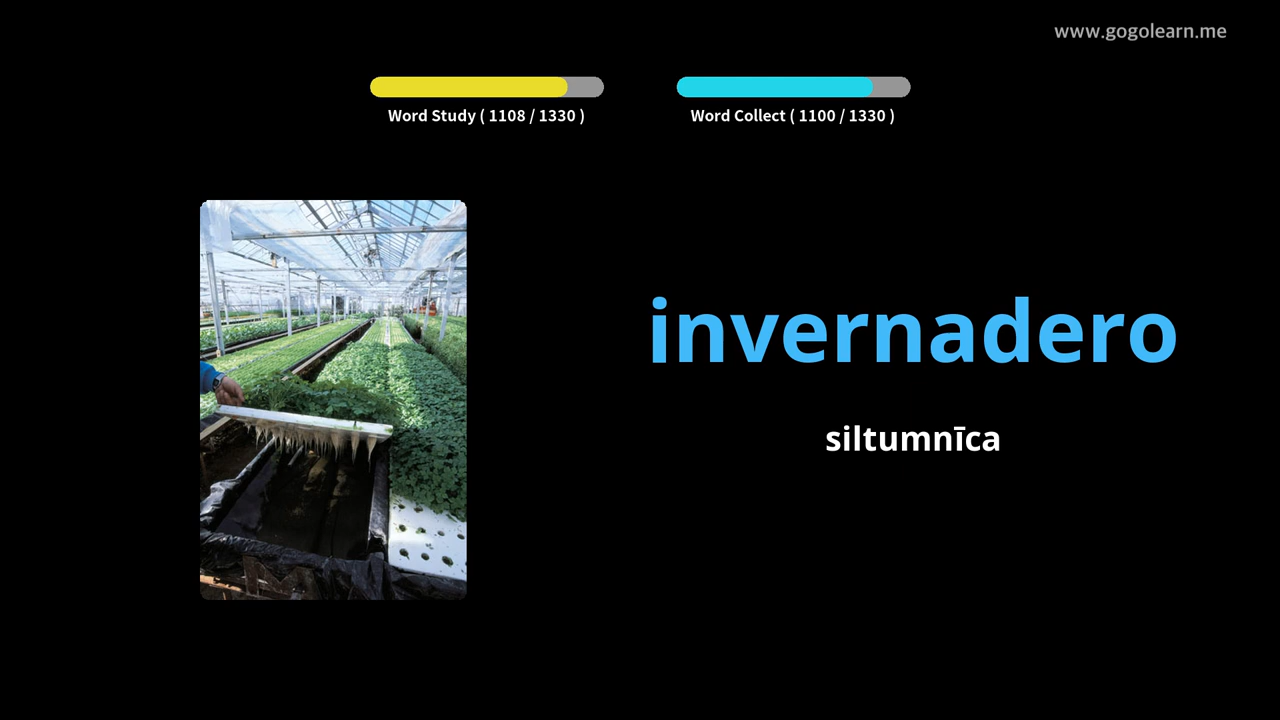 www.gogolearn.me
Word Study ( 1108 / 1330 )
Word Collect ( 1100 / 1330 )
invernadero
siltumnīca